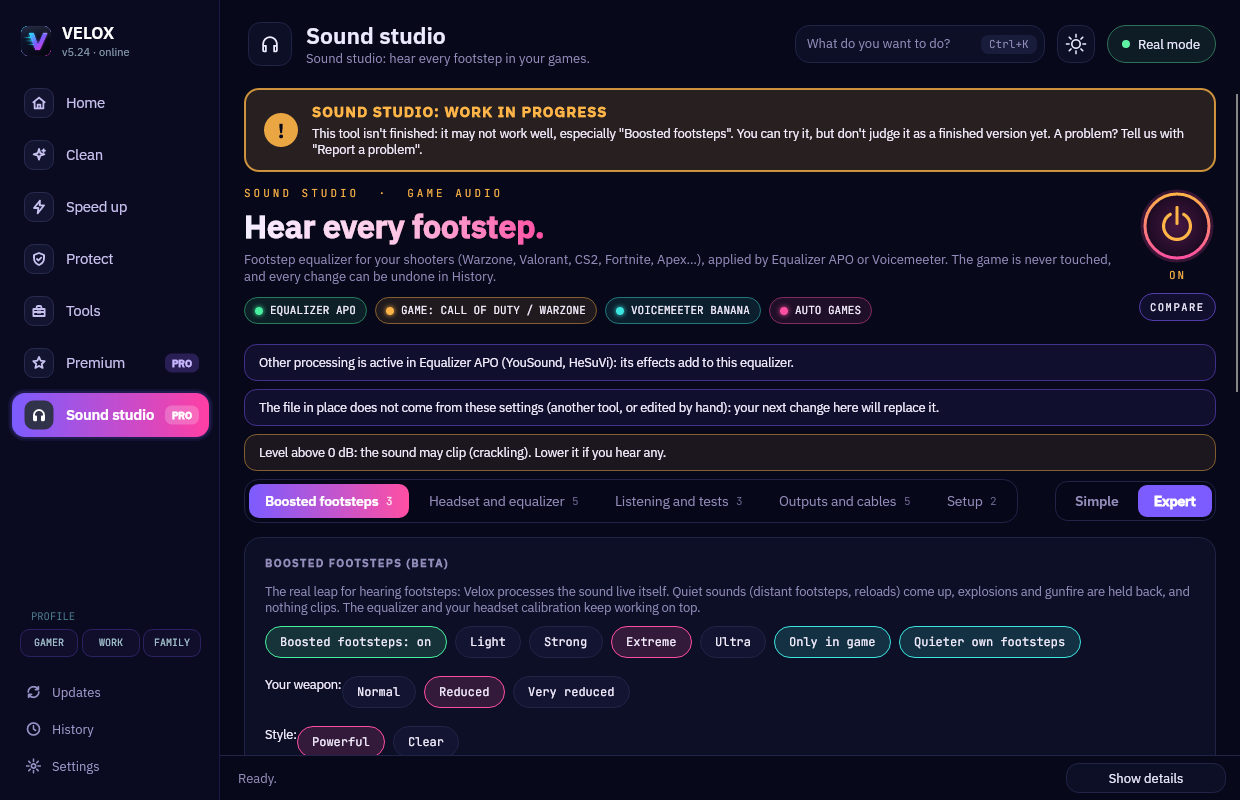 VELOX
v5.24 · online
Home
Clean
Speed up
Protect
Tools
Premium PRO
Sound studio PRO
PROFILE
GAMER WORK FAMILY
Updates
History
Settings
Sound studio
Sound studio: hear every footstep in your games.
What do you want to do? Ctrl+K
Real mode
! SOUND STUDIO: WORK IN PROGRESS
This tool isn't finished: it may not work well, especially "Boosted footsteps". You can try it, but don't judge it as a finished version yet. A problem? Tell us with
"Report a problem".
SOUND STUDIO · GAME AUDIO
Hear every footstep.
Footstep equalizer for your shooters (Warzone, Valorant, CS2, Fortnite, Apex...), applied by Equalizer APO or Voicemeeter. The game is never touched,
and every change can be undone in History.
ON
COMPARE
EQUALIZER APO GAME: CALL OF DUTY / WARZONE VOICEMEETER BANANA AUTO GAMES
Other processing is active in Equalizer APO (YouSound, HeSuVi): its effects add to this equalizer.
The file in place does not come from these settings (another tool, or edited by hand): your next change here will replace it.
Level above 0 dB: the sound may clip (crackling). Lower it if you hear any.
Boosted footsteps 3 Headset and equalizer 5 Listening and tests 3 Outputs and cables 5 Setup 2 Simple Expert
BOOSTED FOOTSTEPS (BETA)
The real leap for hearing footsteps: Velox processes the sound live itself. Quiet sounds (distant footsteps, reloads) come up, explosions and gunfire are held back, and
nothing clips. The equalizer and your headset calibration keep working on top.
Boosted footsteps: on Light Strong Extreme Ultra Only in game Quieter own footsteps
Your weapon: Normal Reduced Very reduced
Style: Powerful Clear
Ready. Show details